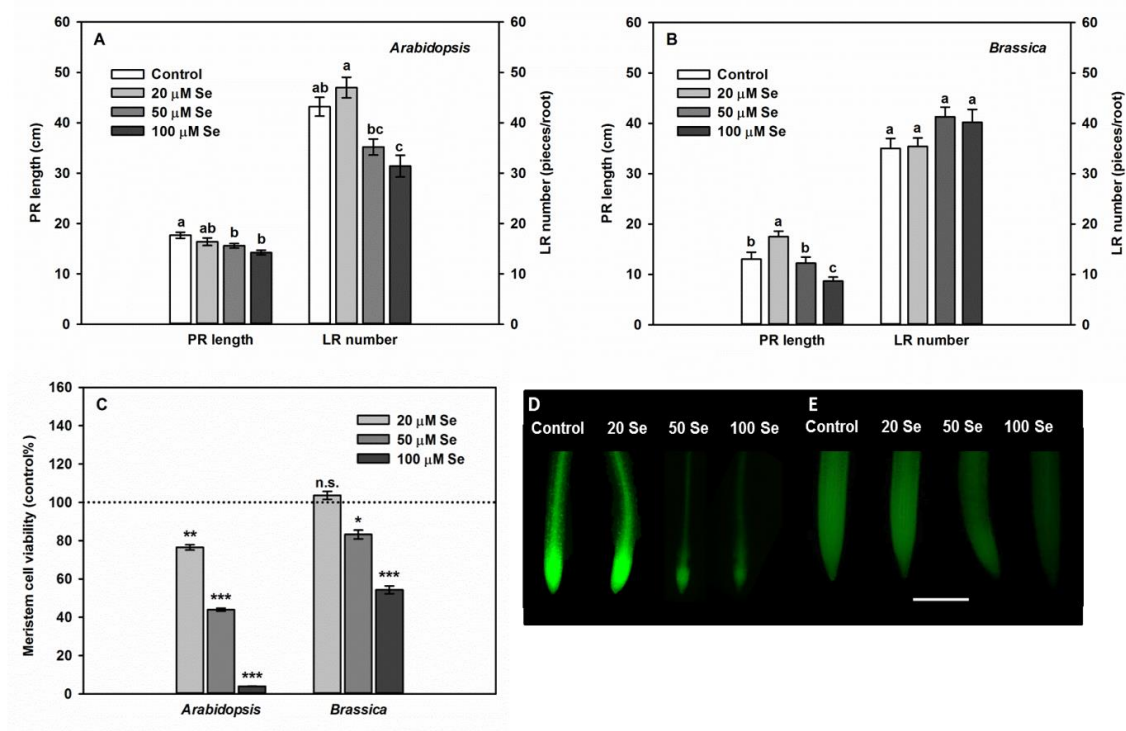 A
Arabidopsis
Control
20 μM Se
50 μM Se
100 μM Se
PR length (cm)
LR number (pieces/root)
60
50
40
30
20
10
0
60
50
40
30
20
10
0
a
ab
b
b
ab
a
bc
c
PR length
LR number
B
Brassica
Control
20 μM Se
50 μM Se
100 μM Se
PR length (cm)
LR number (pieces/root)
60
50
40
30
20
10
0
60
50
40
30
20
10
0
b
a
b
c
a
a
a
a
PR length
LR number
C
20 μM Se
50 μM Se
100 μM Se
Meristem cell viability (control%)
160
140
120
100
80
60
40
20
0
**
***
***
n.s.
*
***
Arabidopsis
Brassica
D
Control 20 Se 50 Se 100 Se
E
Control 20 Se 50 Se 100 Se